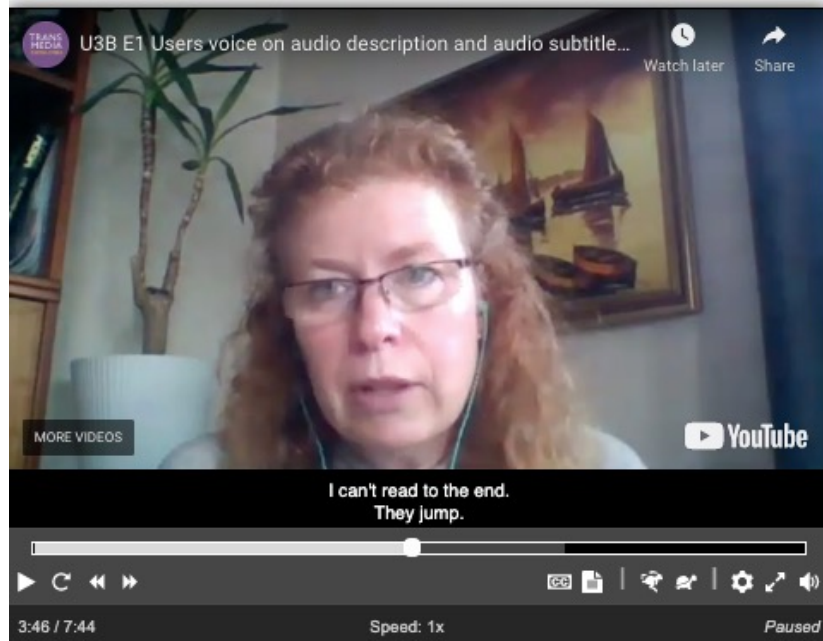 TRANS
MEDIA
U3B E1 Users voice on audio description and audio subtitle...
Watch later
Share
MORE VIDEOS
YouTube
I can't read to the end.
They jump.
CC
3:46 / 7:44
Speed: 1x
Paused